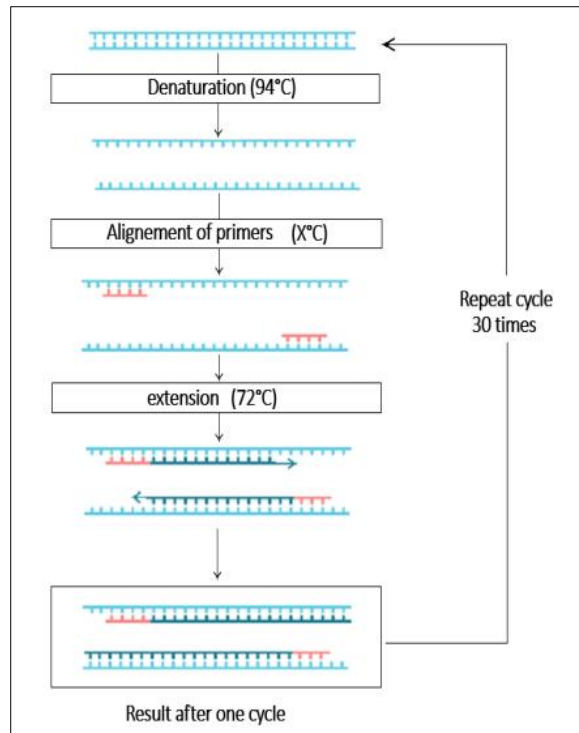 Denaturation (94°C)
Alignement of primers (X°C)
Repeat cycle
30 times
extension (72°C)
Result after one cycle